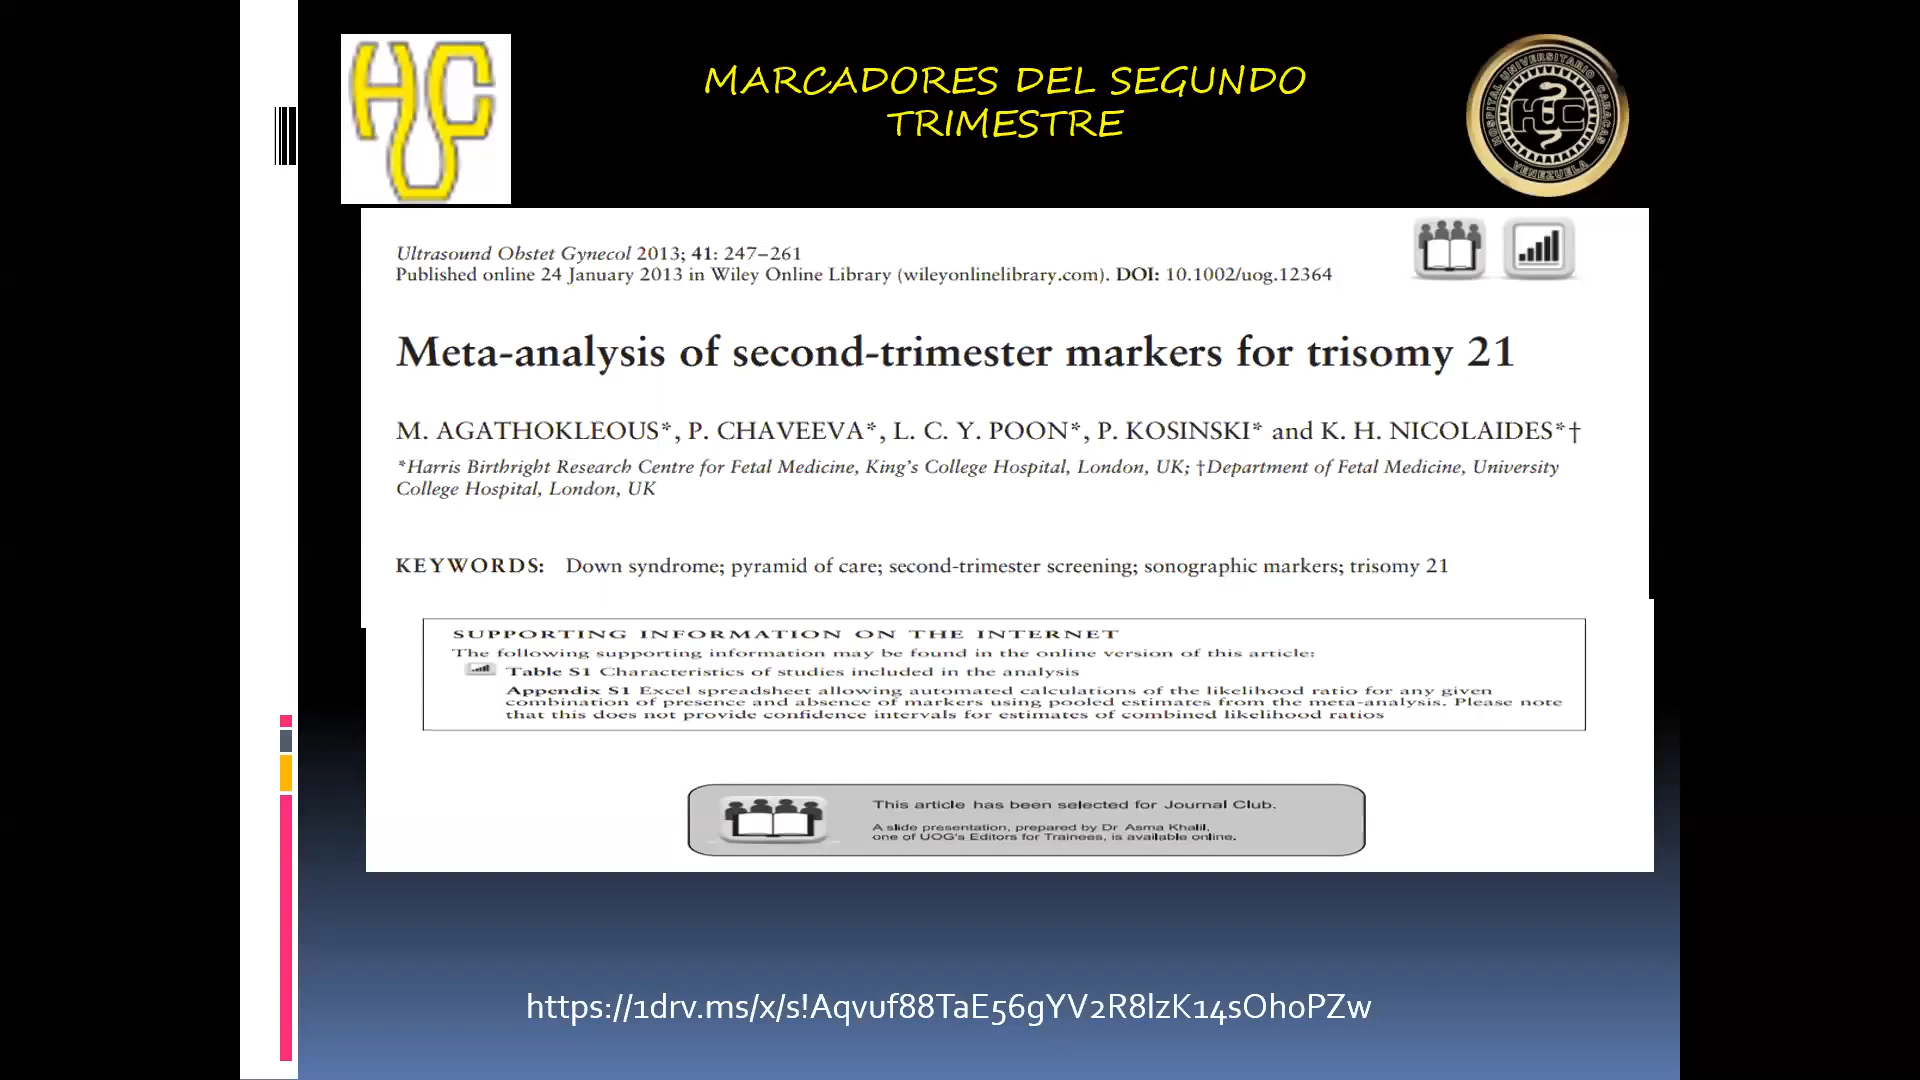 HUC
MARCADORES DEL SEGUNDO
TRIMESTRE
HOSPITAL UNIVERSITARIO CARACAS
HUC
VENEZUELA
Ultrasound Obstet Gynecol 2013; 41: 247–261
Published online 24 January 2013 in Wiley Online Library (wileyonlinelibrary.com). DOI: 10.1002/uog.12364
Meta-analysis of second-trimester markers for trisomy 21
M. AGATHOKLEOUS*, P. CHAVEEVA*, L. C. Y. POON*, P. KOSINSKI* and K. H. NICOLAIDES*†
*Harris Birthright Research Centre for Fetal Medicine, King's College Hospital, London, UK; †Department of Fetal Medicine, University
College Hospital, London, UK
KEYWORDS: Down syndrome; pyramid of care; second-trimester screening; sonographic markers; trisomy 21
SUPPORTING INFORMATION ON THE INTERNET
The following supporting information may be found in the online version of this article:
Table S1 Characteristics of studies included in the analysis
Appendix S1 Excel spreadsheet allowing automated calculations of the likelihood ratio for any given
combination of presence and absence of markers using pooled estimates from the meta-analysis. Please note
that this does not provide confidence intervals for estimates of combined likelihood ratios
This article has been selected for Journal Club.
A slide presentation, prepared by Dr Asma Khalil,
one of UOG's Editors for Trainees, is available online.
https://1drv.ms/x/s!Aqvuf88TaE56gYV2R8lzK14sOhoPZw